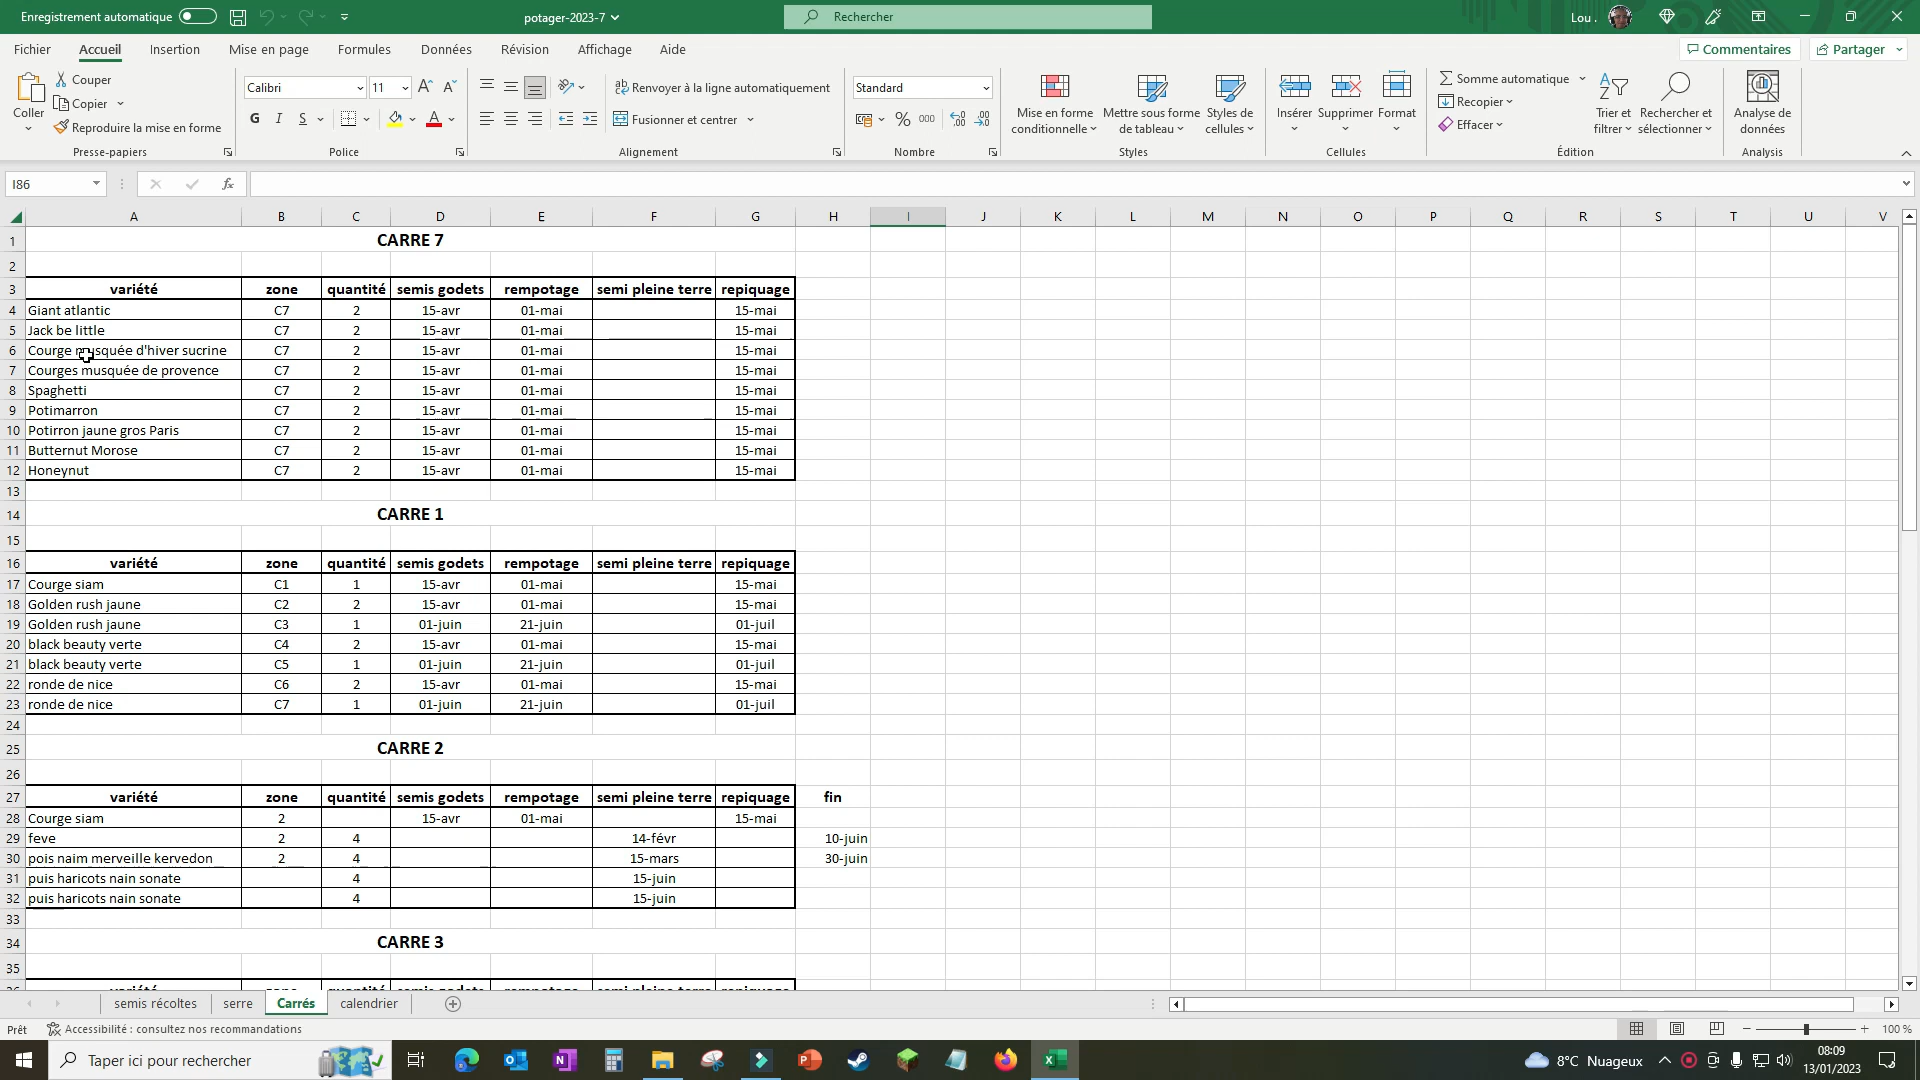 Enregistrement automatique potager-2023-7 Rechercher Lou .
Fichier Accueil Insertion Mise en page Formules Données Révision Affichage Aide Commentaires Partager
Coller Couper Copier Reproduire la mise en forme Presse-papiers
Calibri 11 G I S Police
Renvoyer à la ligne automatiquement Fusionner et centrer Alignement
Standard % 000 Nombre
Mise en forme conditionnelle Mettre sous forme de tableau Styles de cellules Styles
Insérer Supprimer Format Cellules
Somme automatique Recopier Effacer Trier et filtrer Rechercher et sélectionner Édition
Analyse de données Analysis
I86 fx
A B C D E F G H I J K L M N O P Q R S T U V
1 CARRE 7
2
3 variété zone quantité semis godets rempotage semi pleine terre repiquage
4 Giant atlantic C7 2 15-avr 01-mai 15-mai
5 Jack be little C7 2 15-avr 01-mai 15-mai
6 Courge musquée d'hiver sucrine C7 2 15-avr 01-mai 15-mai
7 Courges musquée de provence C7 2 15-avr 01-mai 15-mai
8 Spaghetti C7 2 15-avr 01-mai 15-mai
9 Potimarron C7 2 15-avr 01-mai 15-mai
10 Potirron jaune gros Paris C7 2 15-avr 01-mai 15-mai
11 Butternut Morose C7 2 15-avr 01-mai 15-mai
12 Honeynut C7 2 15-avr 01-mai 15-mai
13
14 CARRE 1
15
16 variété zone quantité semis godets rempotage semi pleine terre repiquage
17 Courge siam C1 1 15-avr 01-mai 15-mai
18 Golden rush jaune C2 2 15-avr 01-mai 15-mai
19 Golden rush jaune C3 1 01-juin 21-juin 01-juil
20 black beauty verte C4 2 15-avr 01-mai 15-mai
21 black beauty verte C5 1 01-juin 21-juin 01-juil
22 ronde de nice C6 2 15-avr 01-mai 15-mai
23 ronde de nice C7 1 01-juin 21-juin 01-juil
24
25 CARRE 2
26
27 variété zone quantité semis godets rempotage semi pleine terre repiquage fin
28 Courge siam 2 15-avr 01-mai 15-mai
29 feve 2 4 14-févr 10-juin
30 pois naim merveille kervedon 2 4 15-mars 30-juin
31 puis haricots nain sonate 4 15-juin
32 puis haricots nain sonate 4 15-juin
33
34 CARRE 3
35
36 variété zone quantité semis godets rempotage semi pleine terre repiquage
semis récoltes serre Carrés calendrier
Prêt Accessibilité : consultez nos recommandations 100 %
Taper ici pour rechercher 8°C Nuageux 08:09
13/01/2023